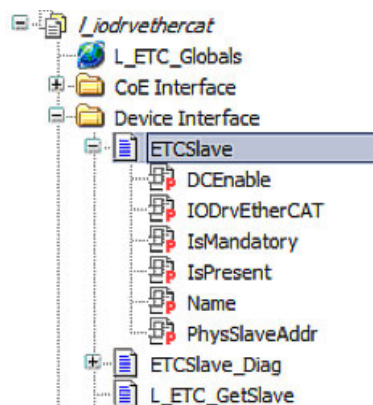 l_iodrvethercat
L_ETC_Globals
CoE Interface
Device Interface
ETCSlave
DCEnable
IODrvEtherCAT
IsMandatory
IsPresent
Name
PhysSlaveAddr
ETCSlave_Diag
L_ETC_GetSlave